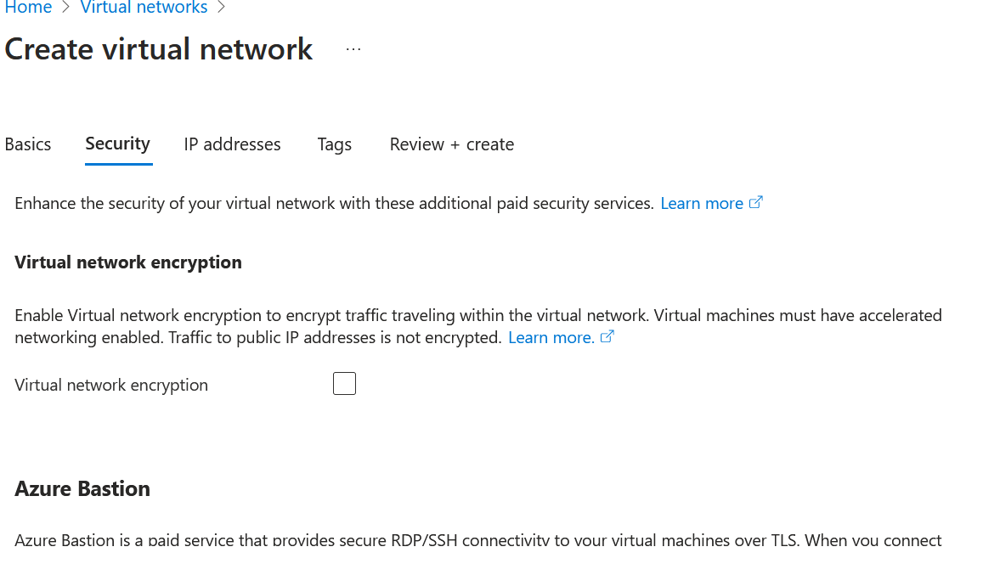 Home > Virtual networks >
Create virtual network ...
Basics Security IP addresses Tags Review + create
Enhance the security of your virtual network with these additional paid security services. Learn more
Virtual network encryption
Enable Virtual network encryption to encrypt traffic traveling within the virtual network. Virtual machines must have accelerated
networking enabled. Traffic to public IP addresses is not encrypted. Learn more.
Virtual network encryption
Azure Bastion
Azure Bastion is a paid service that provides secure RDP/SSH connectivity to your virtual machines over TLS. When you connect